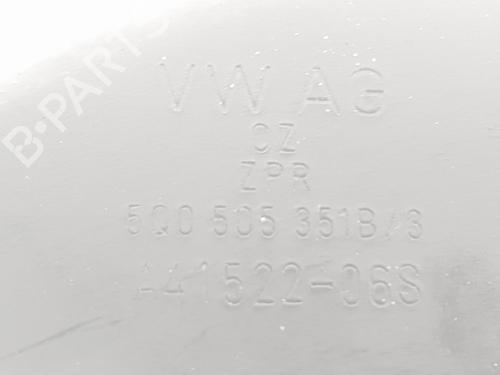 B-PARTS
VW AG
CZ
ZPR
5Q0 505 351B/3
A41522-06S